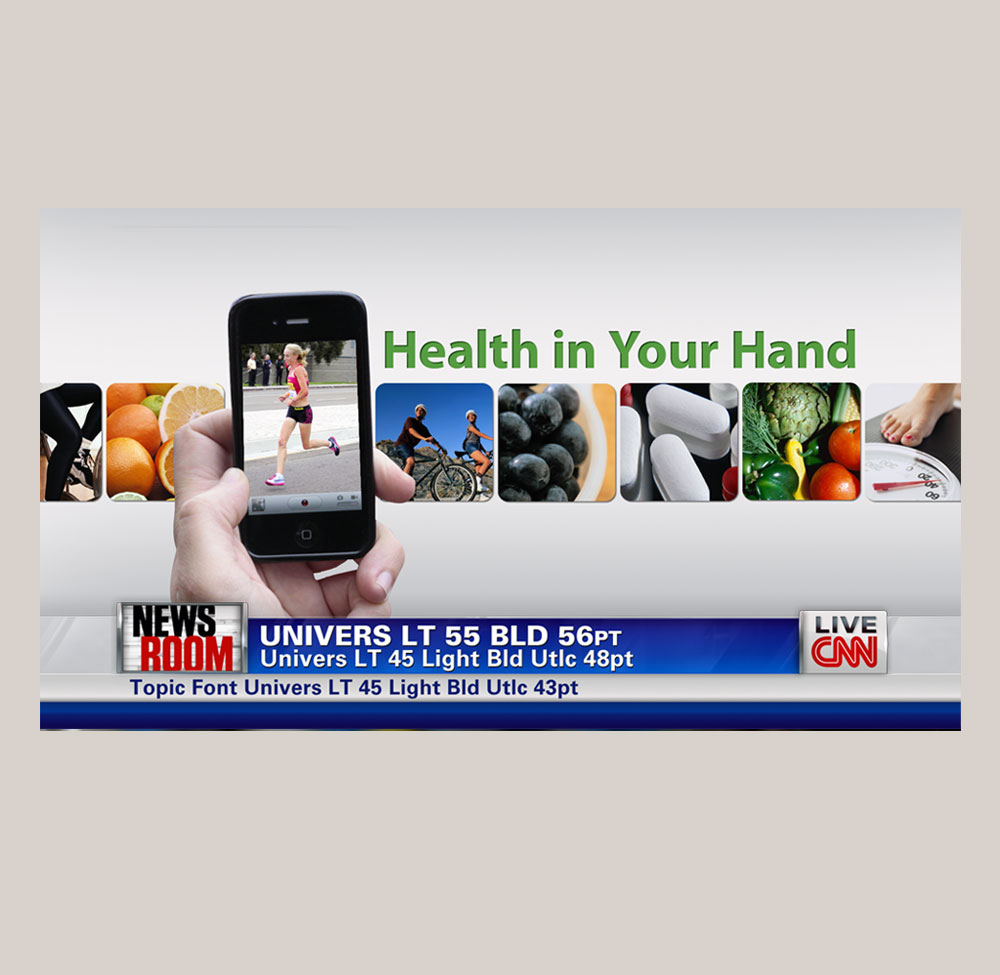 Health in Your Hand
NEWS
ROOM
UNIVERS LT 55 BLD 56PT
Univers LT 45 Light Bld Utlc 48pt
LIVE
CNN
Topic Font Univers LT 45 Light Bld Utlc 43pt